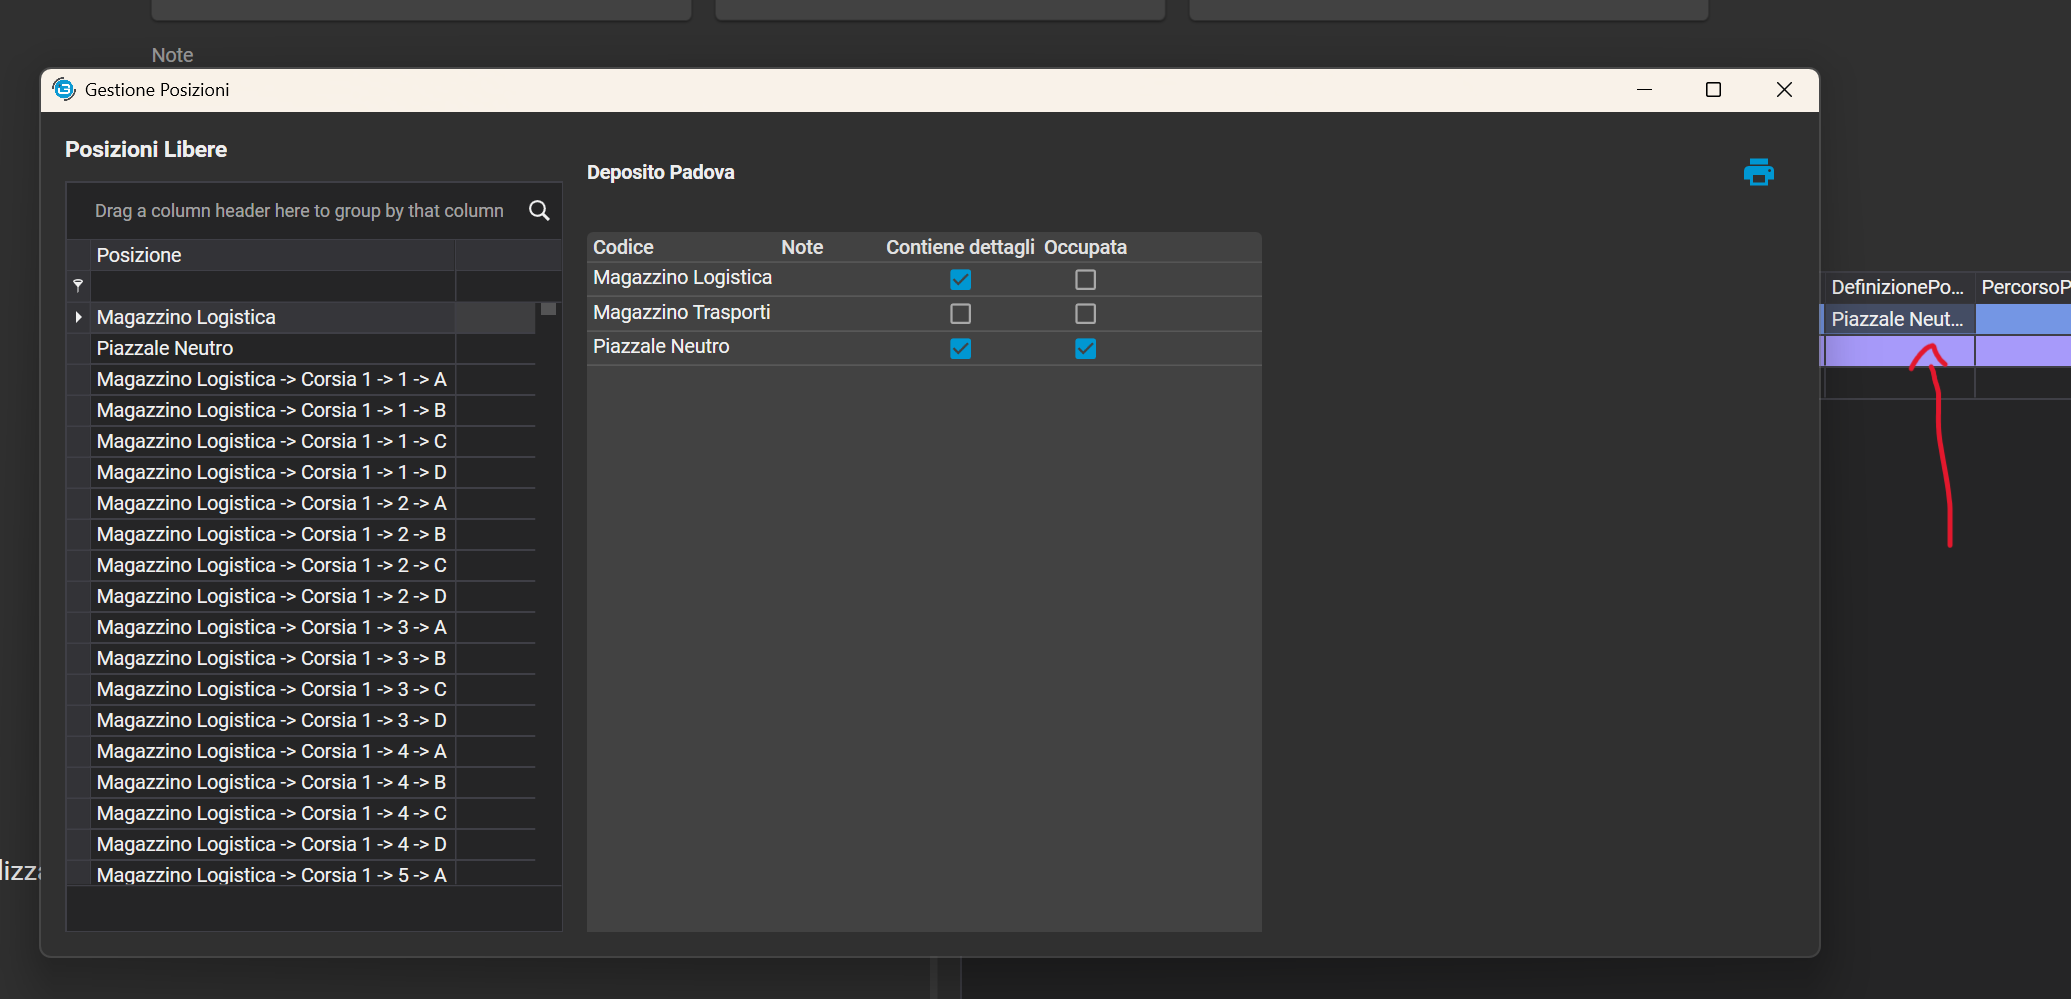 Note
Gestione Posizioni
Posizioni Libere
Drag a column header here to group by that column
Posizione
Magazzino Logistica
Piazzale Neutro
Magazzino Logistica -> Corsia 1 -> 1 -> A
Magazzino Logistica -> Corsia 1 -> 1 -> B
Magazzino Logistica -> Corsia 1 -> 1 -> C
Magazzino Logistica -> Corsia 1 -> 1 -> D
Magazzino Logistica -> Corsia 1 -> 2 -> A
Magazzino Logistica -> Corsia 1 -> 2 -> B
Magazzino Logistica -> Corsia 1 -> 2 -> C
Magazzino Logistica -> Corsia 1 -> 2 -> D
Magazzino Logistica -> Corsia 1 -> 3 -> A
Magazzino Logistica -> Corsia 1 -> 3 -> B
Magazzino Logistica -> Corsia 1 -> 3 -> C
Magazzino Logistica -> Corsia 1 -> 3 -> D
Magazzino Logistica -> Corsia 1 -> 4 -> A
Magazzino Logistica -> Corsia 1 -> 4 -> B
Magazzino Logistica -> Corsia 1 -> 4 -> C
Magazzino Logistica -> Corsia 1 -> 4 -> D
Magazzino Logistica -> Corsia 1 -> 5 -> A
Deposito Padova
Codice Note Contiene dettagli Occupata
Magazzino Logistica
Magazzino Trasporti
Piazzale Neutro
DefinizionePo... PercorsoP
Piazzale Neut...